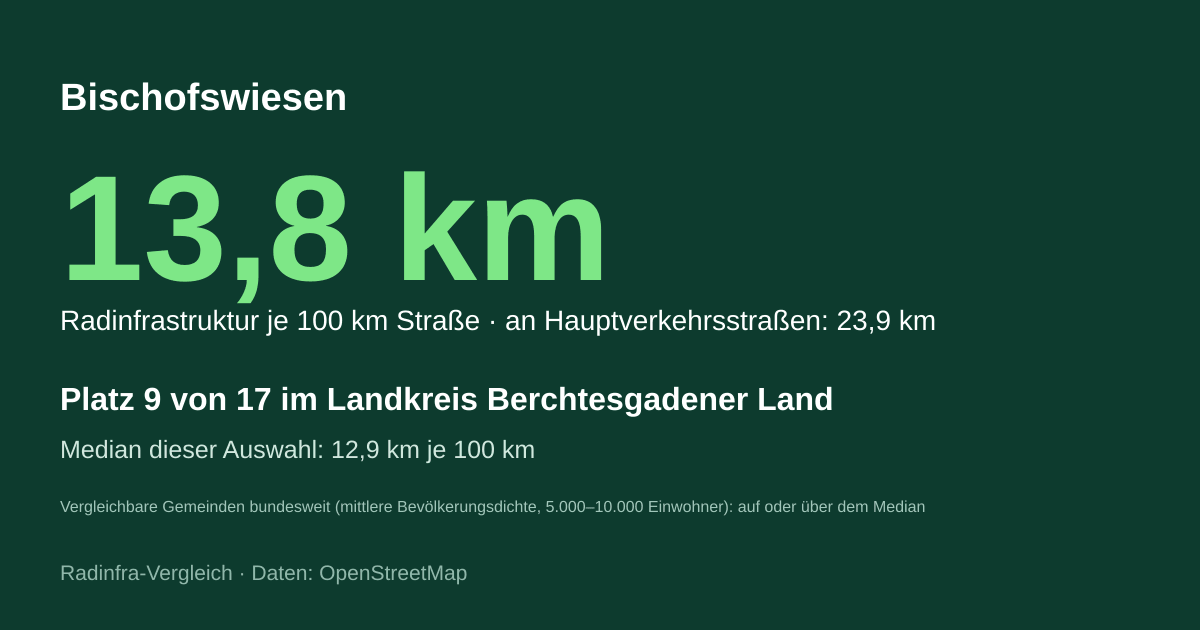 Bischofswiesen
13,8 km
Radinfrastruktur je 100 km Straße · an Hauptverkehrsstraßen: 23,9 km
Platz 9 von 17 im Landkreis Berchtesgadener Land
Median dieser Auswahl: 12,9 km je 100 km
Vergleichbare Gemeinden bundesweit (mittlere Bevölkerungsdichte, 5.000–10.000 Einwohner): auf oder über dem Median
Radinfra-Vergleich · Daten: OpenStreetMap